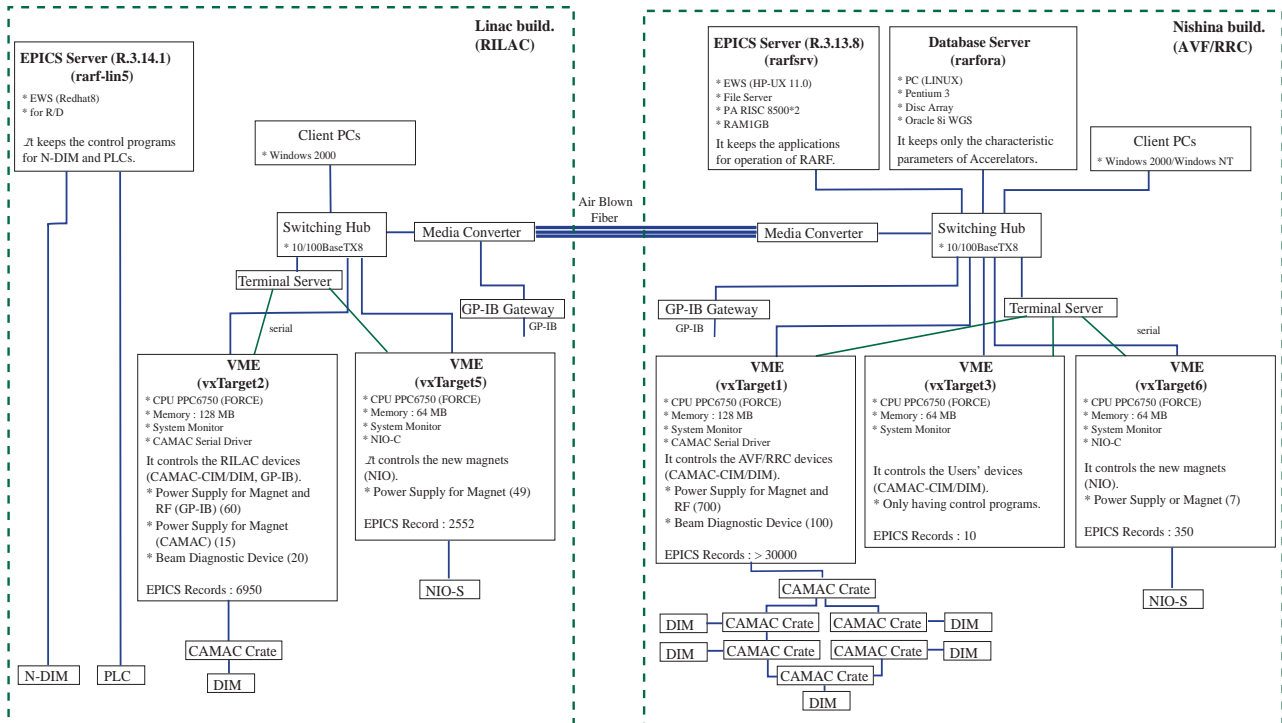 Linac build.
(RILAC)
EPICS Server (R.3.14.1)
(rarf-lin5)
* EWS (Redhat8)
* for R/D
It keeps the control programs
for N-DIM and PLCs.
Client PCs
* Windows 2000
Switching Hub
* 10/100BaseTX8
Media Converter
Terminal Server
GP-IB Gateway
GP-IB
serial
VME
(vxTarget2)
* CPU PPC6750 (FORCE)
* Memory : 128 MB
* System Monitor
* CAMAC Serial Driver
It controls the RILAC devices
(CAMAC-CIM/DIM, GP-IB).
* Power Supply for Magnet and
RF (GP-IB) (60)
* Power Supply for Magnet
(CAMAC) (15)
* Beam Diagnostic Device (20)
EPICS Records : 6950
VME
(vxTarget5)
* CPU PPC6750 (FORCE)
* Memory : 64 MB
* System Monitor
* NIO-C
It controls the new magnets
(NIO).
* Power Supply for Magnet (49)
EPICS Record : 2552
NIO-S
CAMAC Crate
DIM
N-DIM
PLC
Air Blown
Fiber
Nishina build.
(AVF/RRC)
EPICS Server (R.3.13.8)
(rarfsrv)
* EWS (HP-UX 11.0)
* File Server
* PA RISC 8500*2
* RAM1GB
It keeps the applications
for operation of RARF.
Database Server
(rarfora)
* PC (LINUX)
* Pentium 3
* Disc Array
* Oracle 8i WGS
It keeps only the characteristic
parameters of Accerelators.
Client PCs
* Windows 2000/Windows NT
Media Converter
Switching Hub
* 10/100BaseTX8
GP-IB Gateway
GP-IB
Terminal Server
serial
VME
(vxTarget1)
* CPU PPC6750 (FORCE)
* Memory : 128 MB
* System Monitor
* CAMAC Serial Driver
It controls the AVF/RRC devices
(CAMAC-CIM/DIM).
* Power Supply for Magnet and
RF (700)
* Beam Diagnostic Device (100)
EPICS Records : > 30000
VME
(vxTarget3)
* CPU PPC6750 (FORCE)
* Memory : 64 MB
* System Monitor
It controls the Users' devices
(CAMAC-CIM/DIM).
* Only having control programs.
EPICS Records : 10
VME
(vxTarget6)
* CPU PPC6750 (FORCE)
* Memory : 64 MB
* System Monitor
* NIO-C
It controls the new magnets
(NIO).
* Power Supply or Magnet (7)
EPICS Records : 350
NIO-S
CAMAC Crate
DIM
CAMAC Crate
CAMAC Crate
DIM
DIM
CAMAC Crate
CAMAC Crate
DIM
CAMAC Crate
DIM